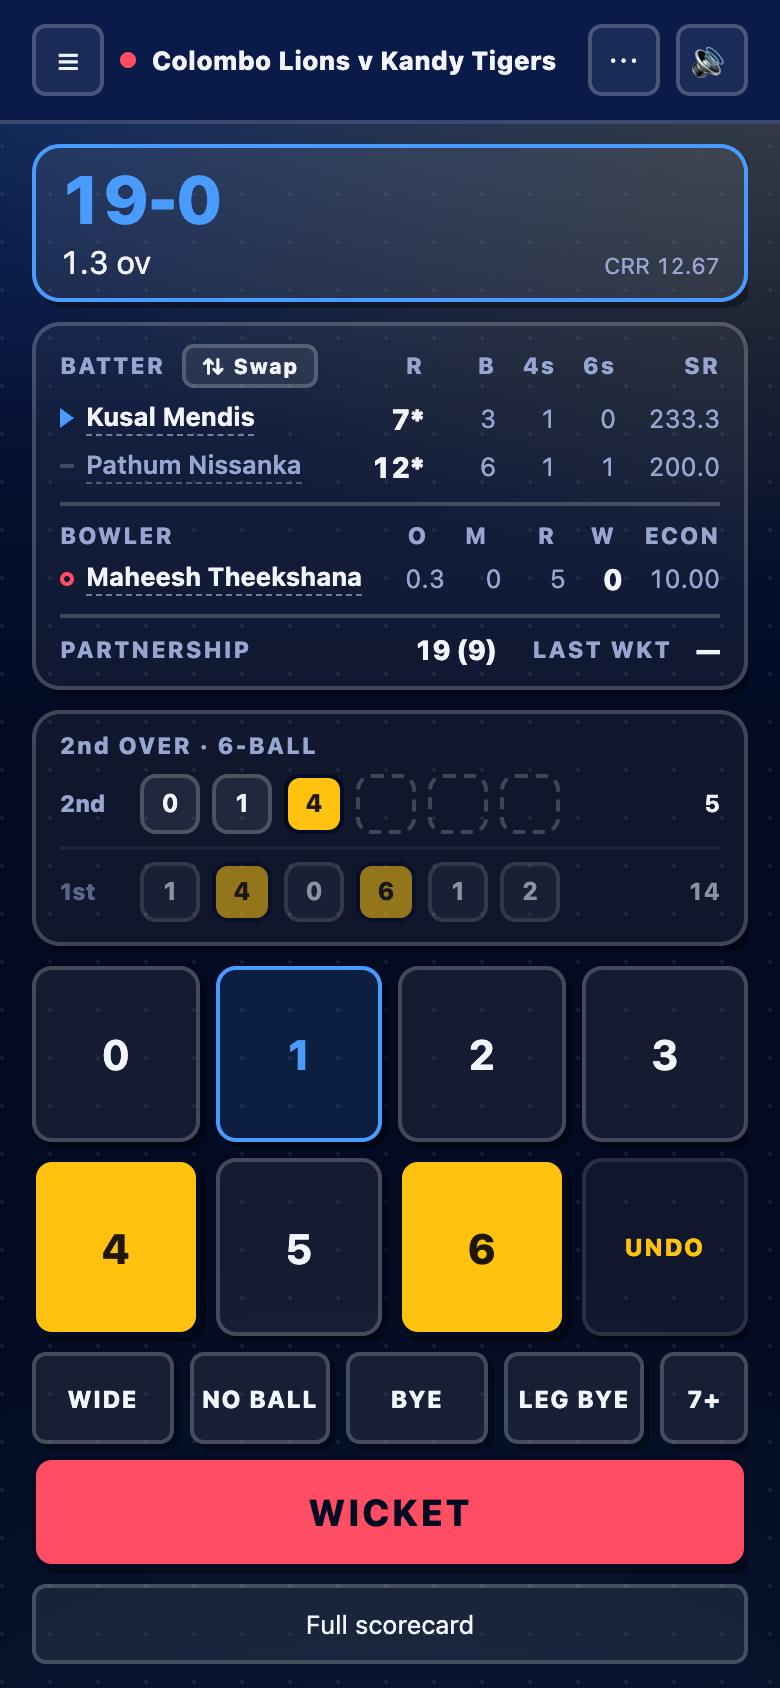 Colombo Lions v Kandy Tigers
19-0
1.3 ov CRR 12.67
BATTER Swap R B 4s 6s SR
Kusal Mendis 7* 3 1 0 233.3
Pathum Nissanka 12* 6 1 1 200.0
BOWLER O M R W ECON
Maheesh Theekshana 0.3 0 5 0 10.00
PARTNERSHIP 19 (9) LAST WKT —
2nd OVER · 6-BALL
2nd 0 1 4 5
1st 1 4 0 6 1 2 14
0 1 2 3
4 5 6 UNDO
WIDE NO BALL BYE LEG BYE 7+
WICKET
Full scorecard